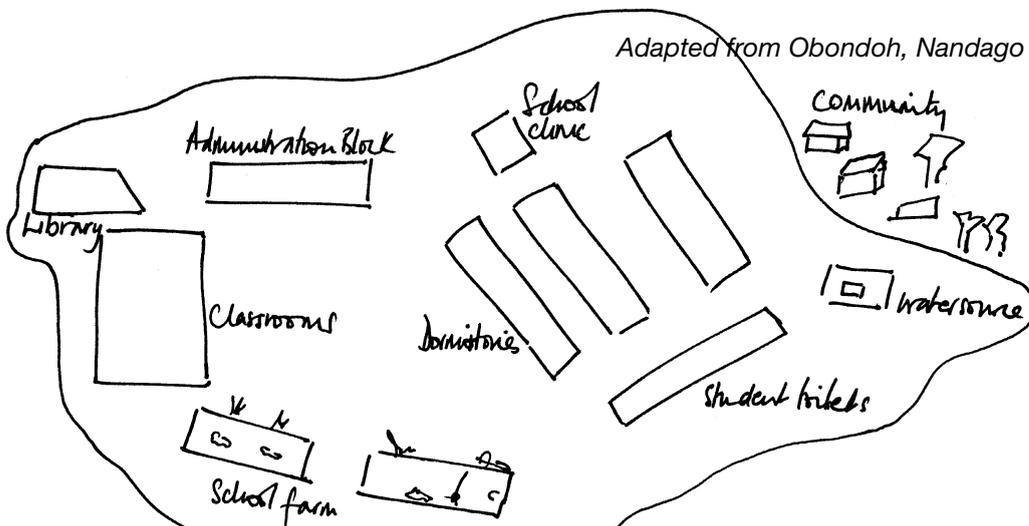 Adapted from Obondoh, Nandago
School
clinic
Community
Administration Block
Library
Classrooms
Dormitories
watersource
Student toilets
School farm